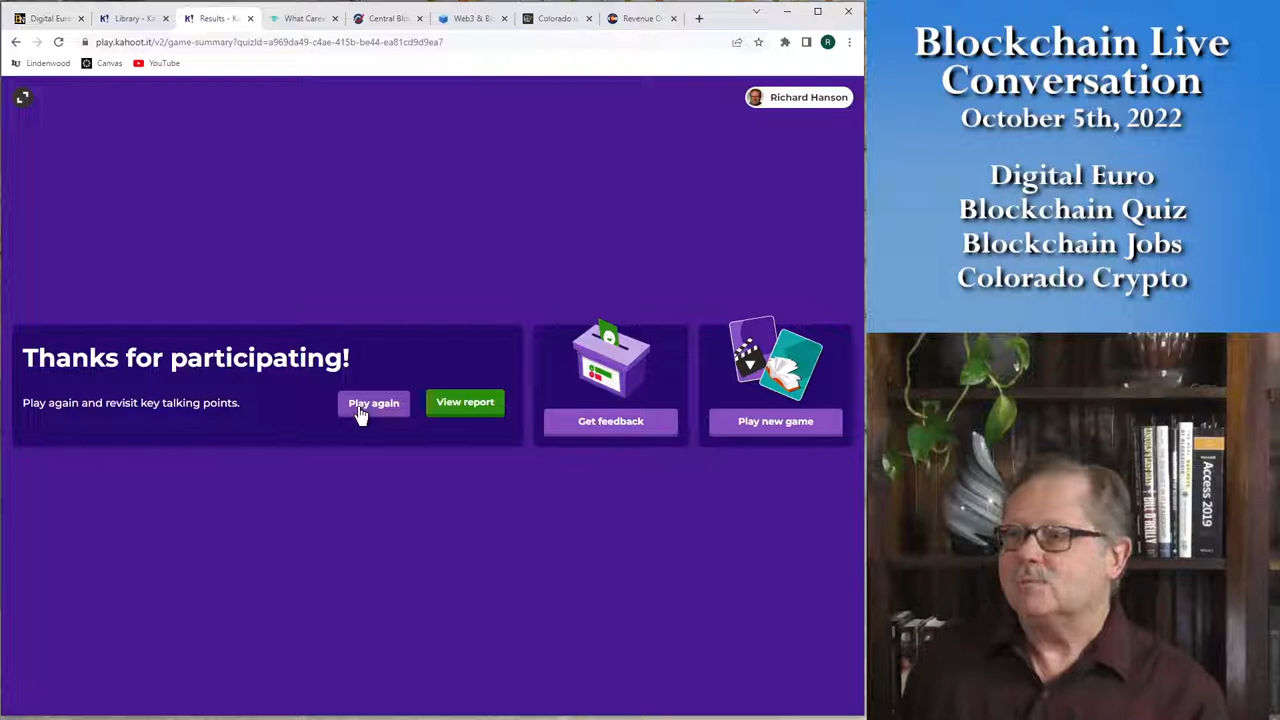 Digital Euro
Library - K
Results - K
What Caree
Central Blo
Web3 & Bl
Colorado is
Revenue O
play.kahoot.it/v2/game-summary?quizId=a969da49-c4ae-415b-be44-ea81cd9d9ea7
R
Lindenwood
Canvas
YouTube
Richard Hanson
Thanks for participating!
Play again and revisit key talking points.
Play again
View report
Get feedback
Play new game
Blockchain Live
Conversation
October 5th, 2022
Digital Euro
Blockchain Quiz
Blockchain Jobs
Colorado Crypto
Access 2019